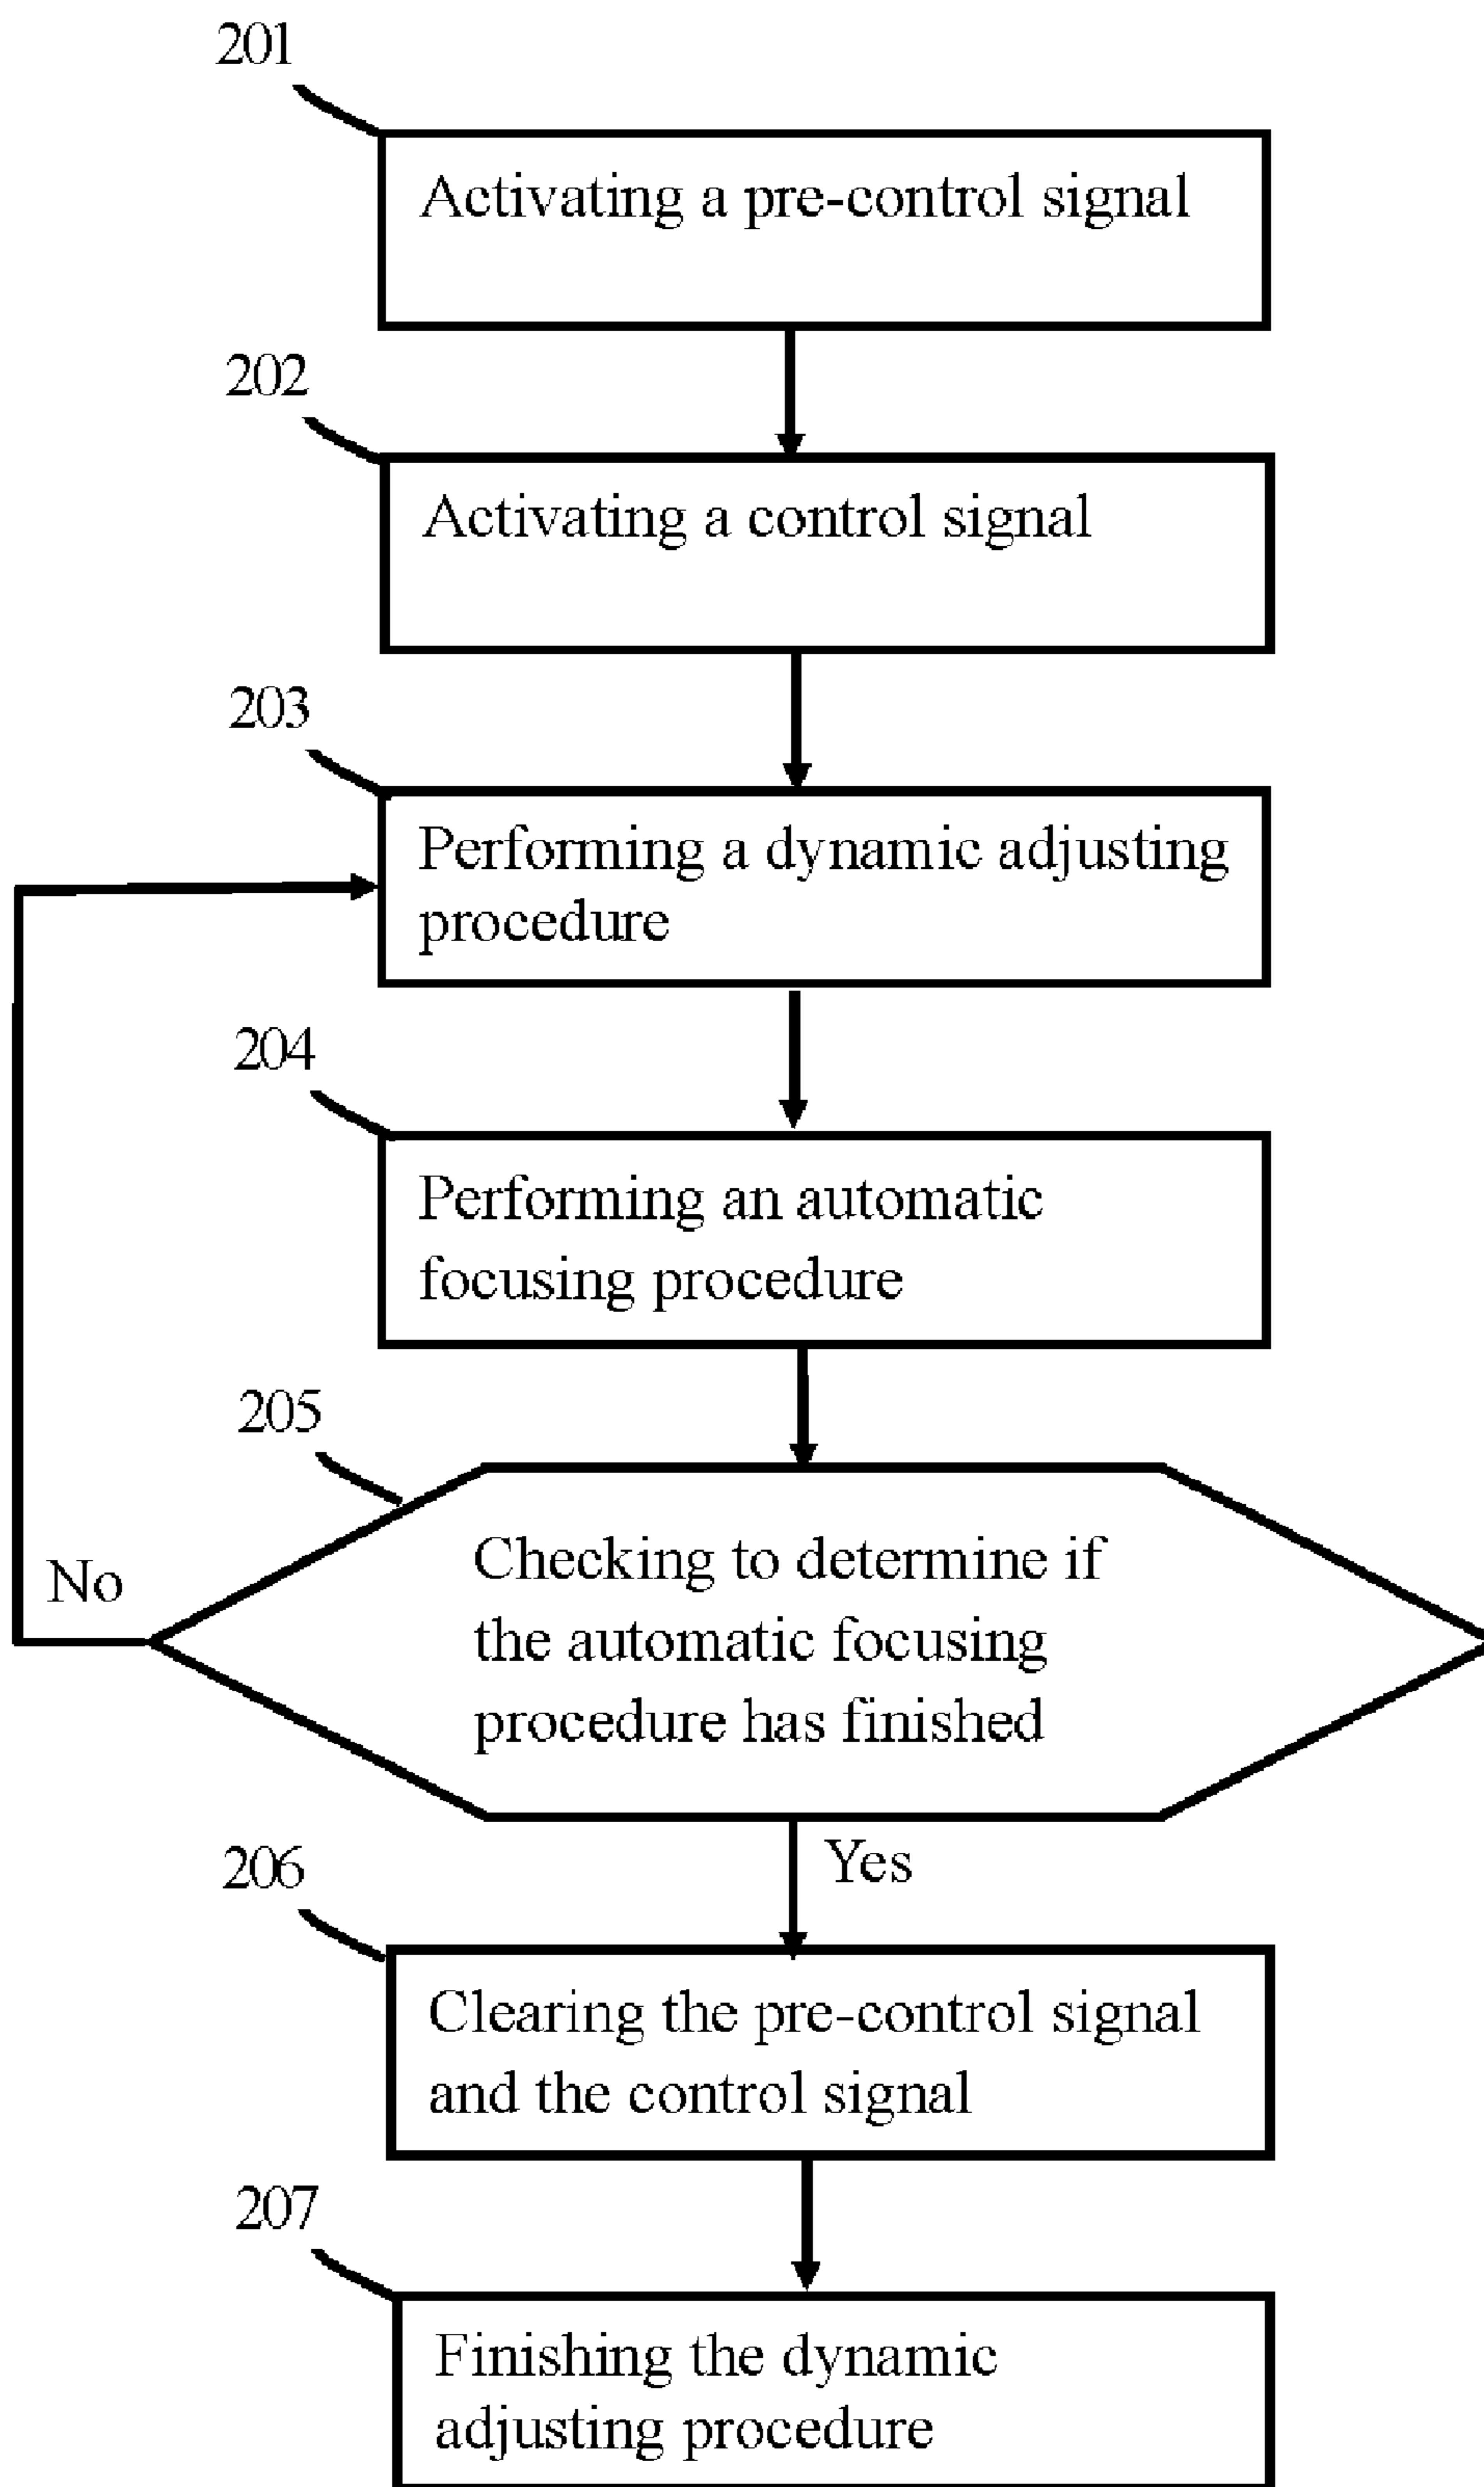 201
Activating a pre-control signal
202
Activating a control signal
203
Performing a dynamic adjusting
procedure
204
Performing an automatic
focusing procedure
205
Checking to determine if
the automatic focusing
procedure has finished
No
Yes
206
Clearing the pre-control signal
and the control signal
207
Finishing the dynamic
adjusting procedure